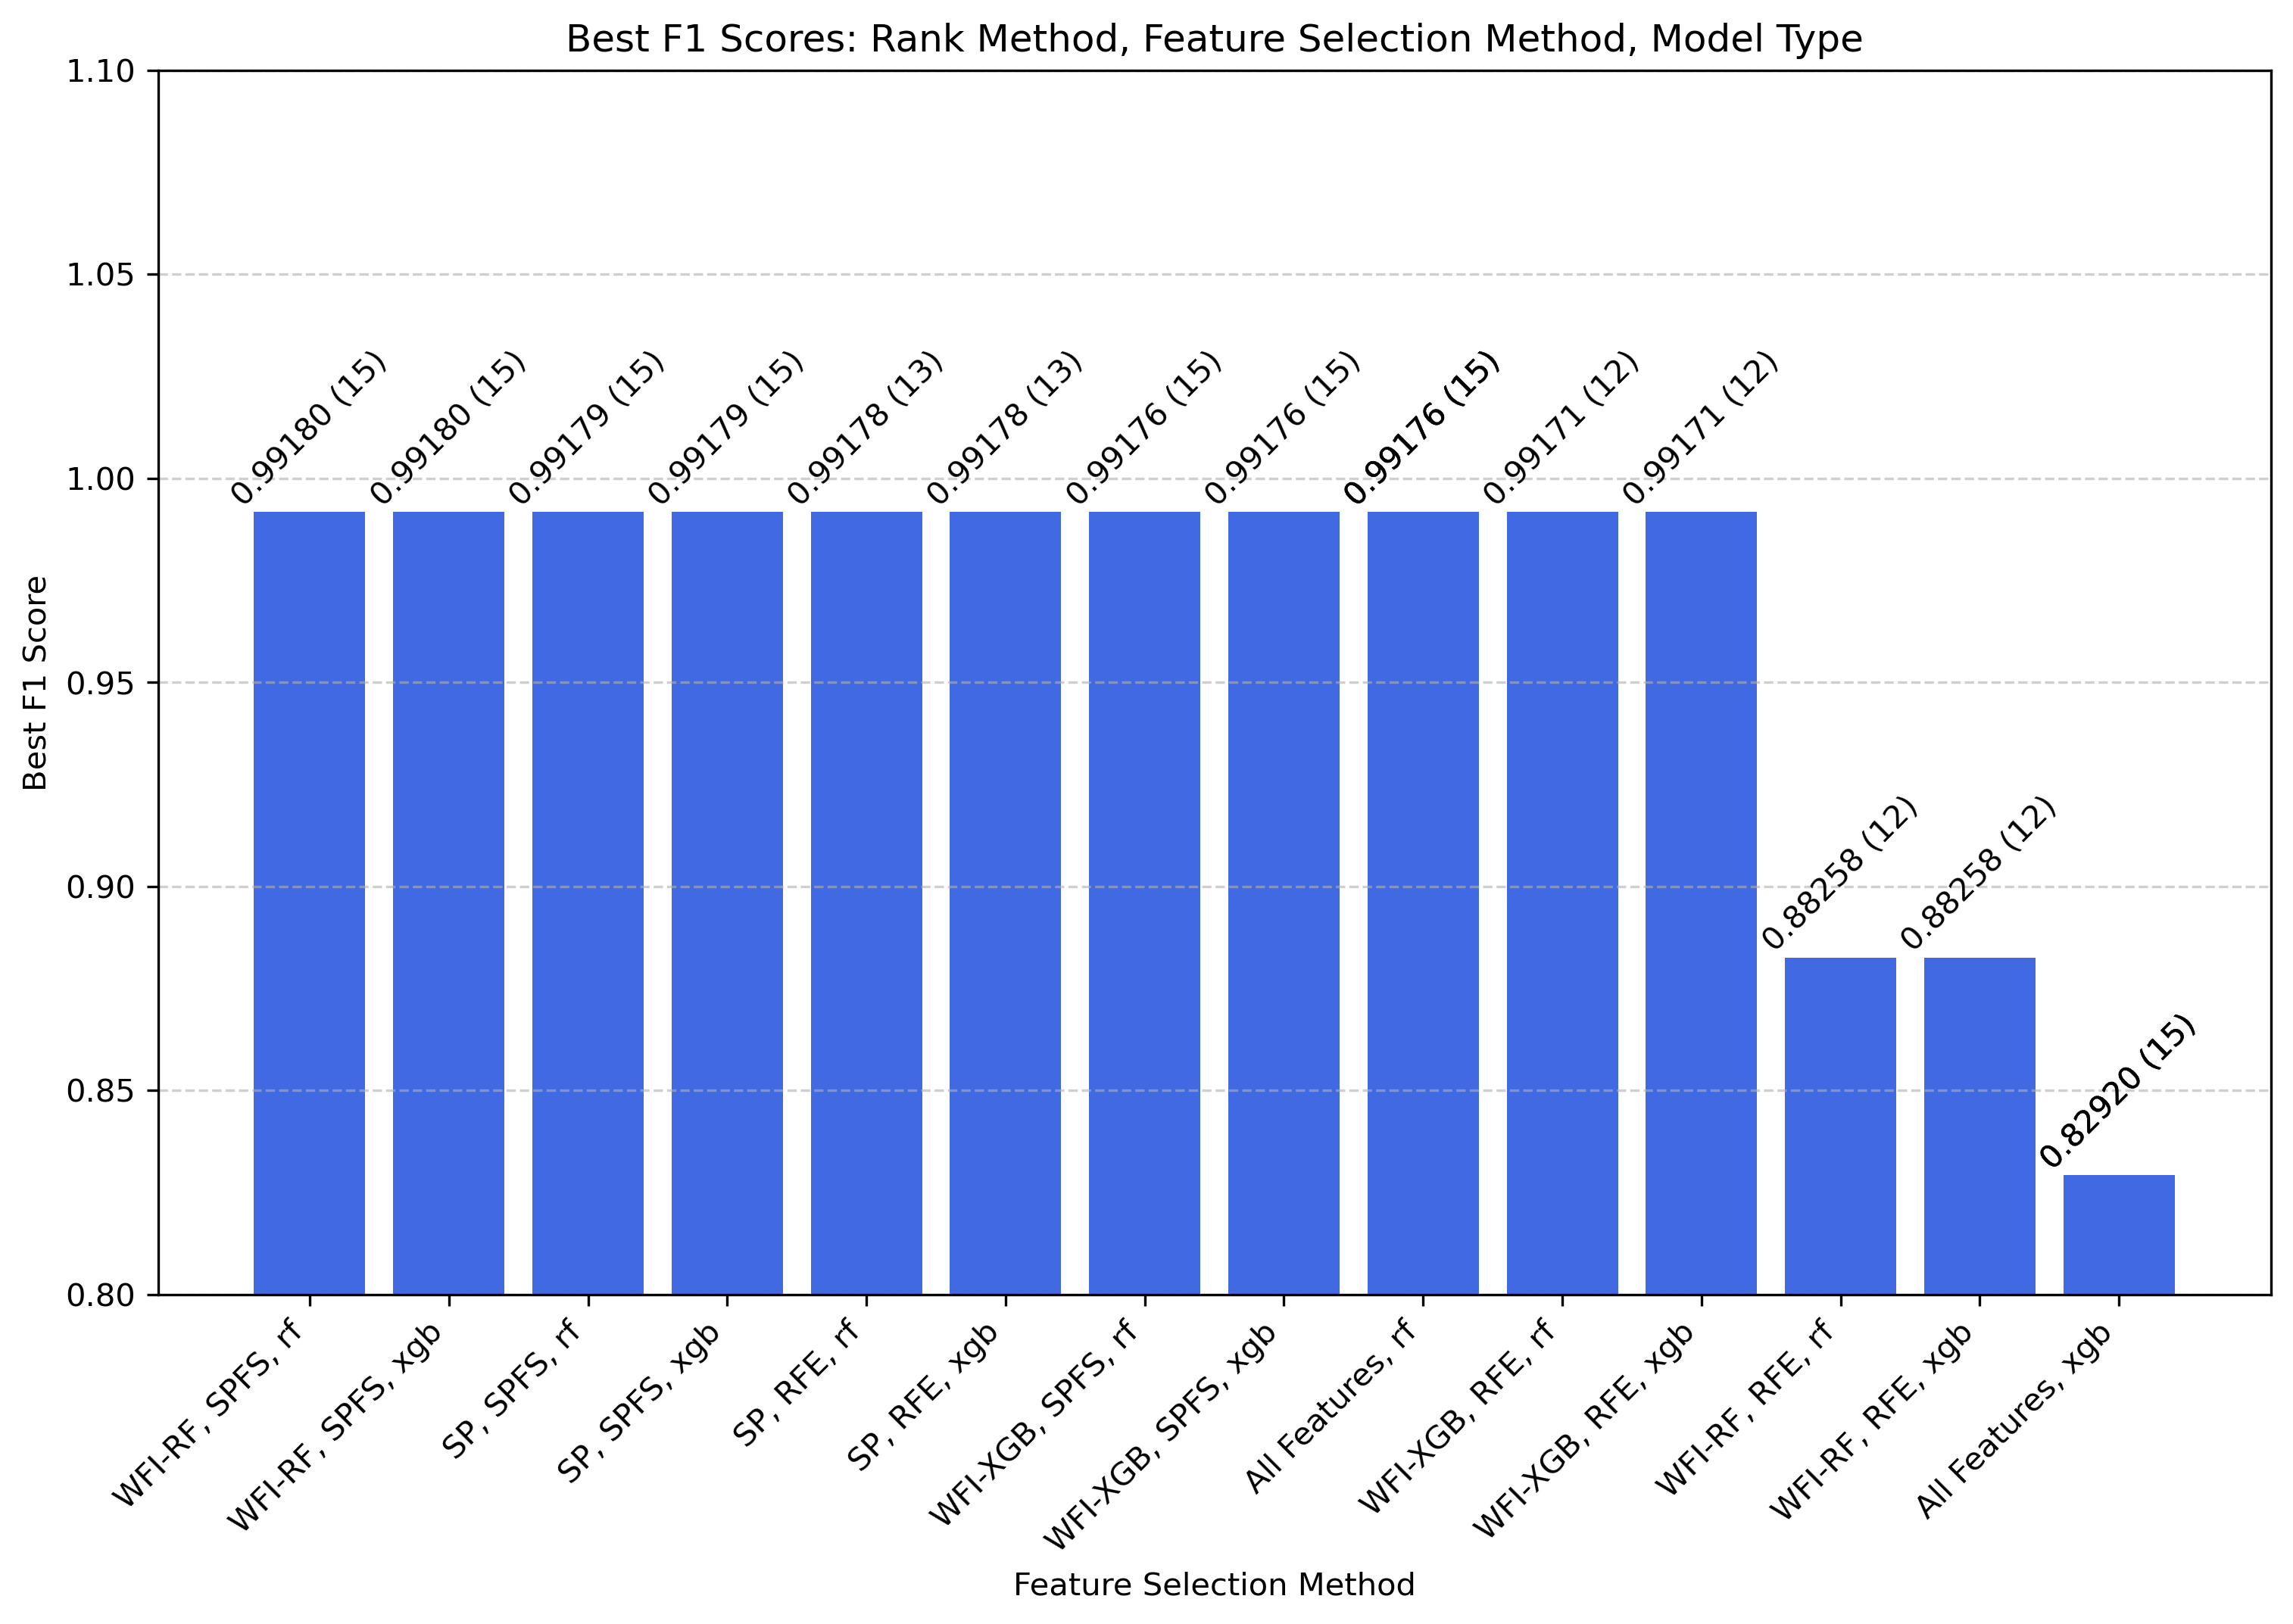 Best F1 Scores: Rank Method, Feature Selection Method, Model Type
Best F1 Score
1.10
1.05
1.00
0.95
0.90
0.85
0.80
0.99180 (15)
0.99180 (15)
0.99179 (15)
0.99179 (15)
0.99178 (13)
0.99178 (13)
0.99176 (15)
0.99176 (15)
0.99176 (15)
0.99171 (12)
0.99171 (12)
0.88258 (12)
0.88258 (12)
0.82920 (15)
WFI-RF, SPFS, rf
WFI-RF, SPFS, xgb
SP, SPFS, rf
SP, SPFS, xgb
SP, RFE, rf
SP, RFE, xgb
WFI-XGB, SPFS, rf
WFI-XGB, SPFS, xgb
All Features, rf
WFI-XGB, RFE, rf
WFI-XGB, RFE, xgb
WFI-RF, RFE, rf
WFI-RF, RFE, xgb
All Features, xgb
Feature Selection Method